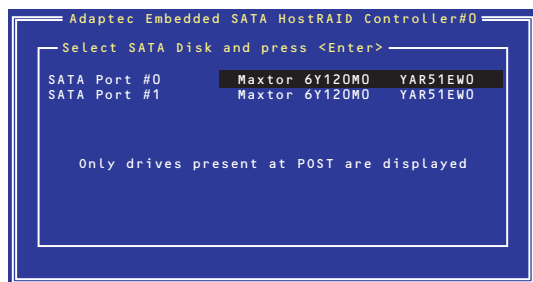 Adaptec Embedded SATA HostRAID Controller#0
Select SATA Disk and press <Enter>
SATA Port #0 Maxtor 6Y120M0 YAR51EW0
SATA Port #1 Maxtor 6Y120M0 YAR51EW0
Only drives present at POST are displayed